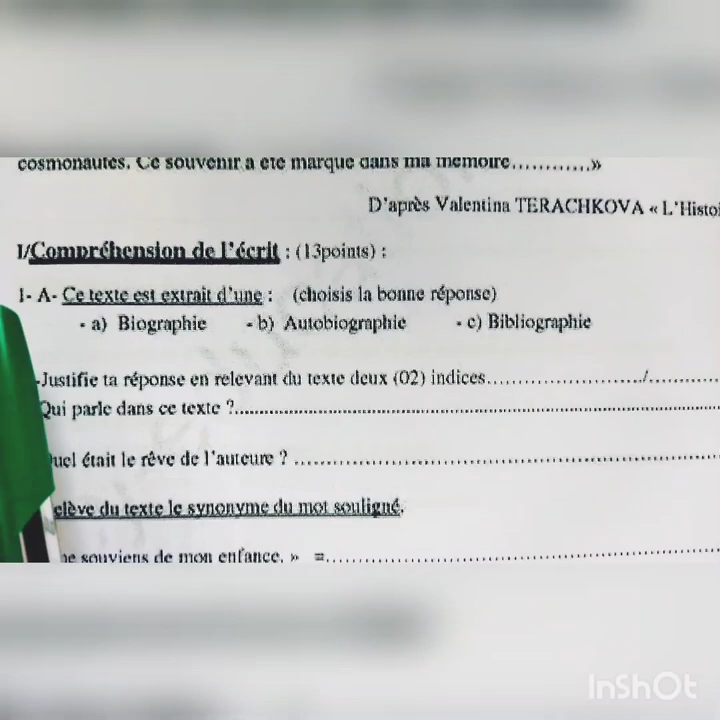 cosmonautes. Ce souvenir a été marqué dans ma mémoire............»
D'après Valentina TERACHKOVA « L'Histoi
I/Compréhension de l'écrit : (13points) :
1- A- Ce texte est extrait d'une : (choisis la bonne réponse)
- a) Biographie - b) Autobiographie - c) Bibliographie
-Justifie ta réponse en relevant du texte deux (02) indices......................../............
Qui parle dans ce texte ?................................................................
uel était le rêve de l'auteure ? ................................................................
elève du texte le synonyme du mot souligné.
ne souviens de mon enfance. » =................................................................
InShOt